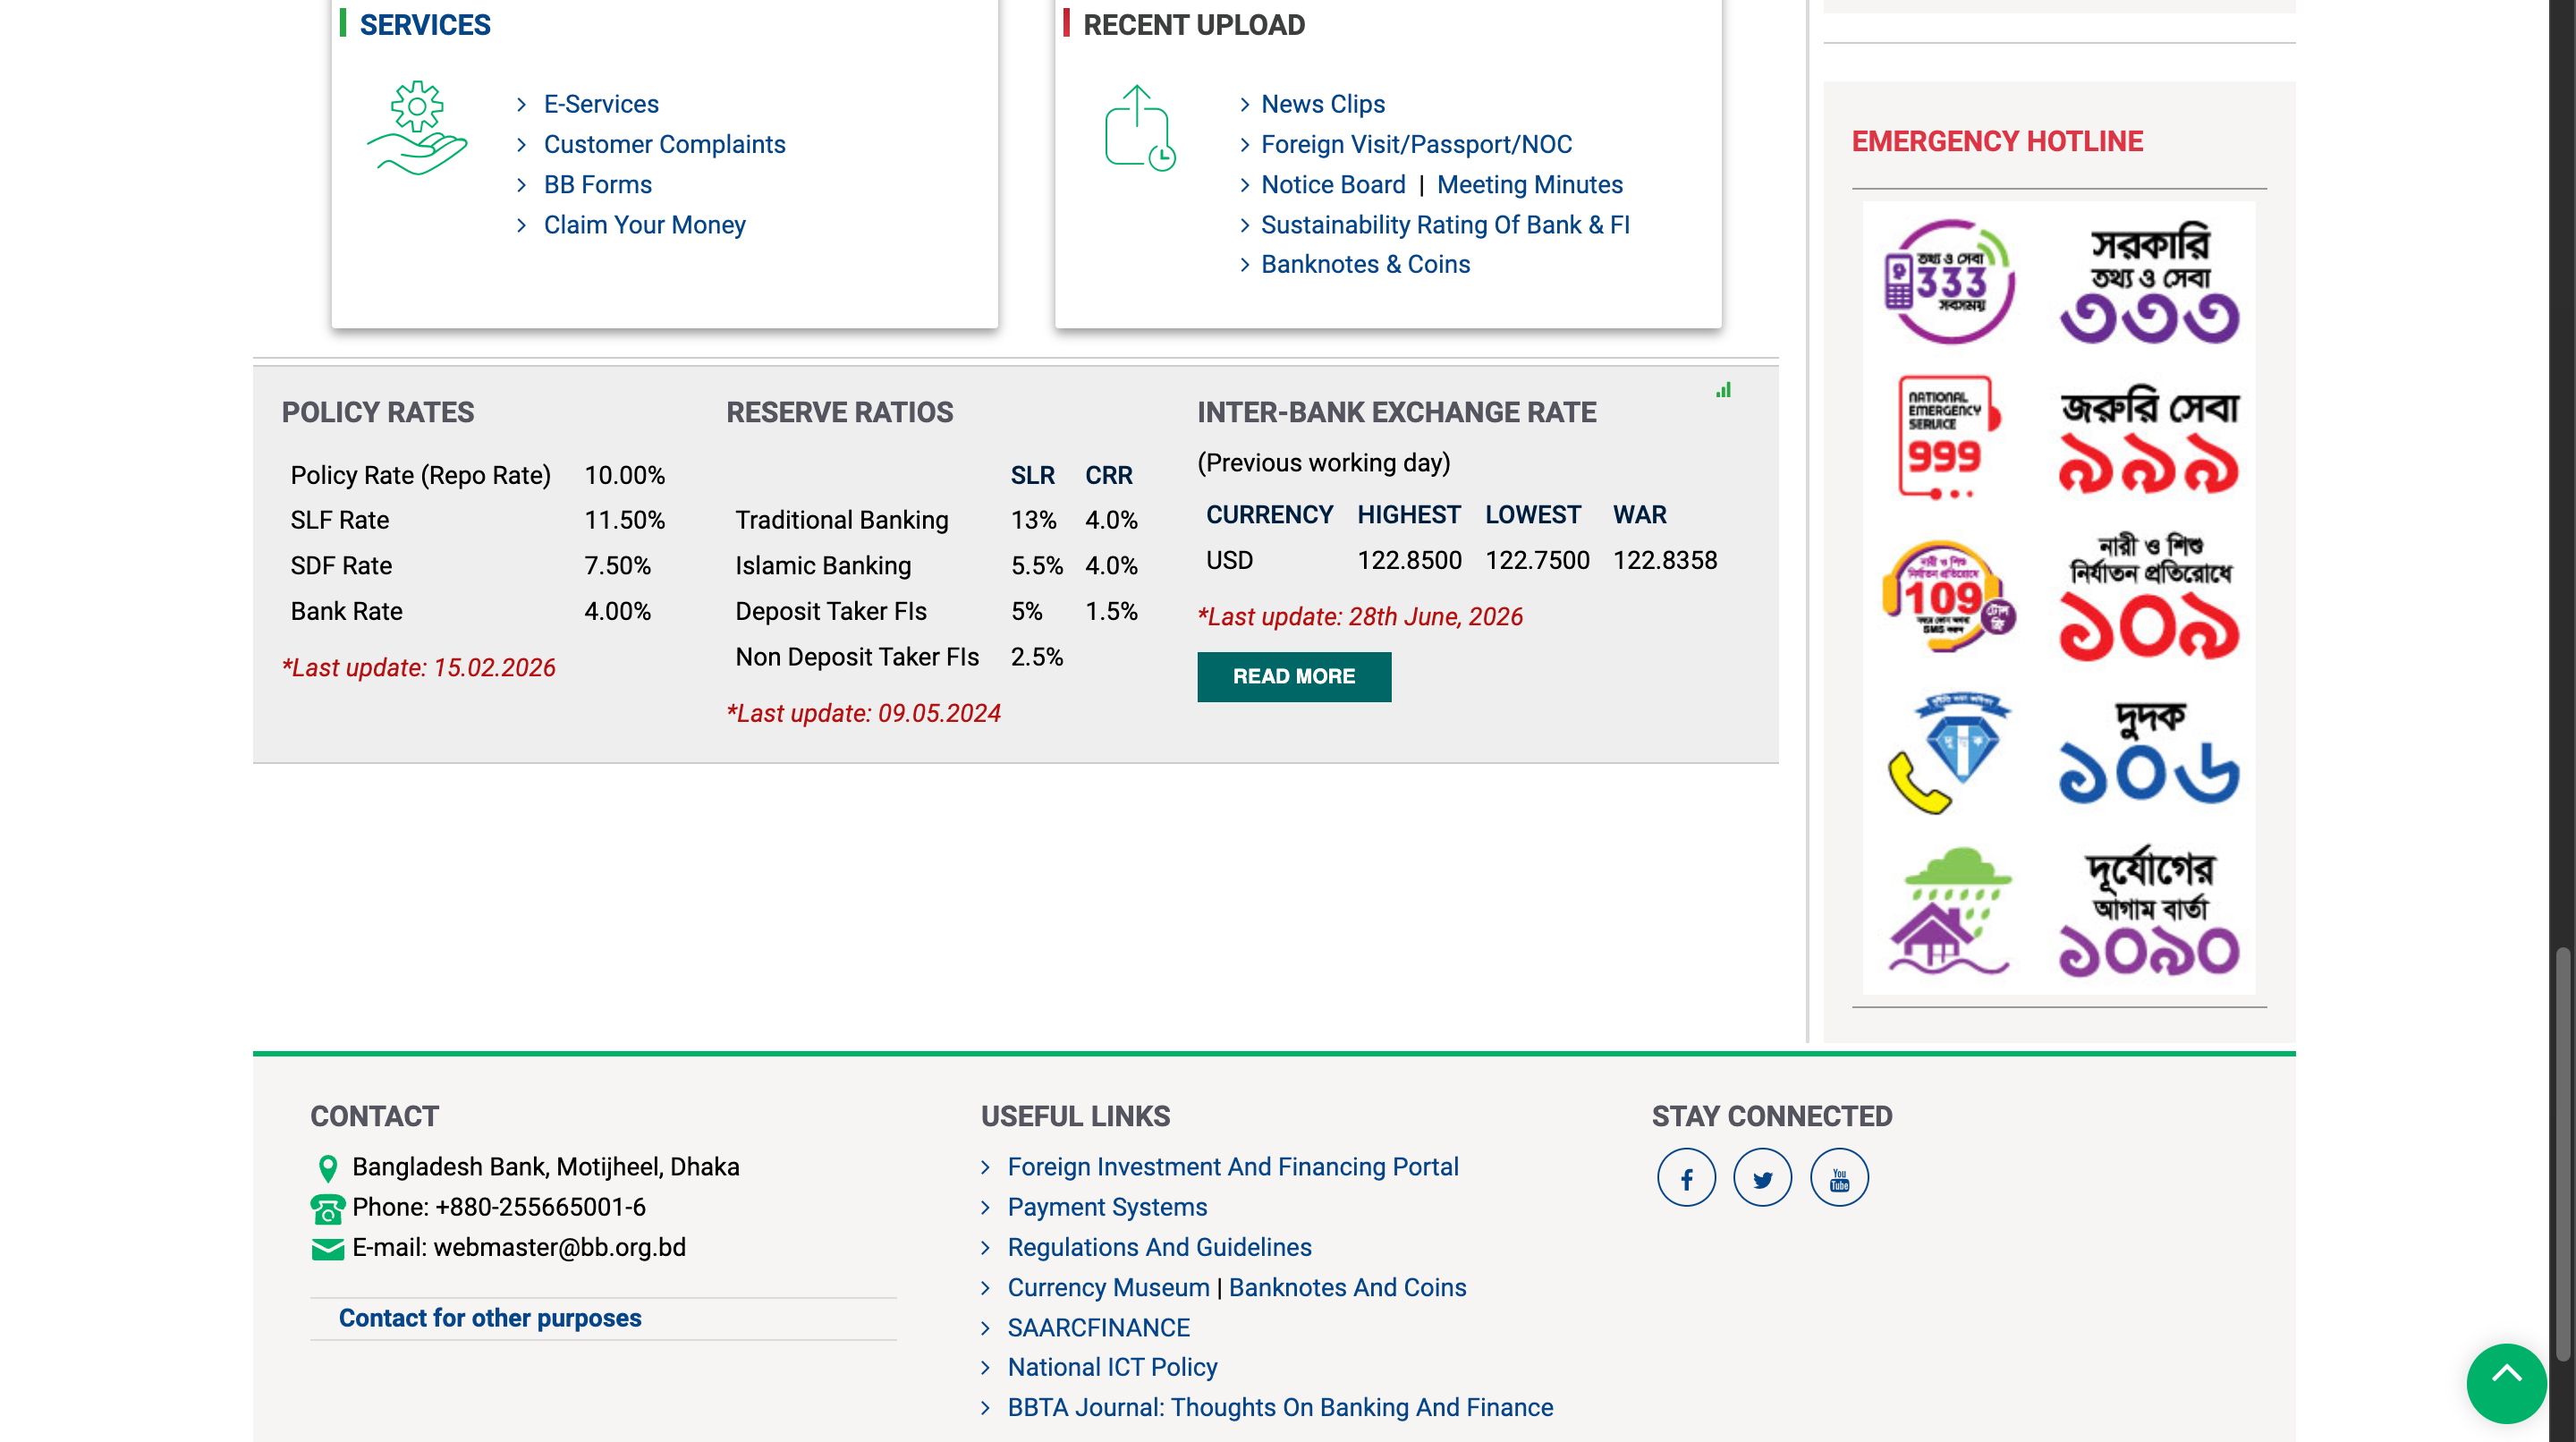 SERVICES
E-Services
Customer Complaints
BB Forms
Claim Your Money
RECENT UPLOAD
News Clips
Foreign Visit/Passport/NOC
Notice Board | Meeting Minutes
Sustainability Rating Of Bank & FI
Banknotes & Coins
POLICY RATES
Policy Rate (Repo Rate) 10.00%
SLF Rate 11.50%
SDF Rate 7.50%
Bank Rate 4.00%
*Last update: 15.02.2026
RESERVE RATIOS
SLR CRR
Traditional Banking 13% 4.0%
Islamic Banking 5.5% 4.0%
Deposit Taker FIs 5% 1.5%
Non Deposit Taker FIs 2.5%
*Last update: 09.05.2024
INTER-BANK EXCHANGE RATE
(Previous working day)
CURRENCY HIGHEST LOWEST WAR
USD 122.8500 122.7500 122.8358
*Last update: 28th June, 2026
READ MORE
EMERGENCY HOTLINE
তথ্য ও সেবা
333
সবসময়
সরকারি
তথ্য ও সেবা
৩৩৩
NATIONAL
EMERGENCY
SERVICE
999
জরুরি সেবা
৯৯৯
নারী ও শিশু
নির্যাতন প্রতিরোধে
109
টোল
ফ্রি
নারী ও শিশু
নির্যাতন প্রতিরোধে
১০৯
দুদক
১০৬
দূর্যোগের
আগাম বার্তা
১০৯০
CONTACT
Bangladesh Bank, Motijheel, Dhaka
Phone: +880-255665001-6
E-mail: webmaster@bb.org.bd
Contact for other purposes
USEFUL LINKS
Foreign Investment And Financing Portal
Payment Systems
Regulations And Guidelines
Currency Museum | Banknotes And Coins
SAARCFINANCE
National ICT Policy
BBTA Journal: Thoughts On Banking And Finance
STAY CONNECTED
You
Tube